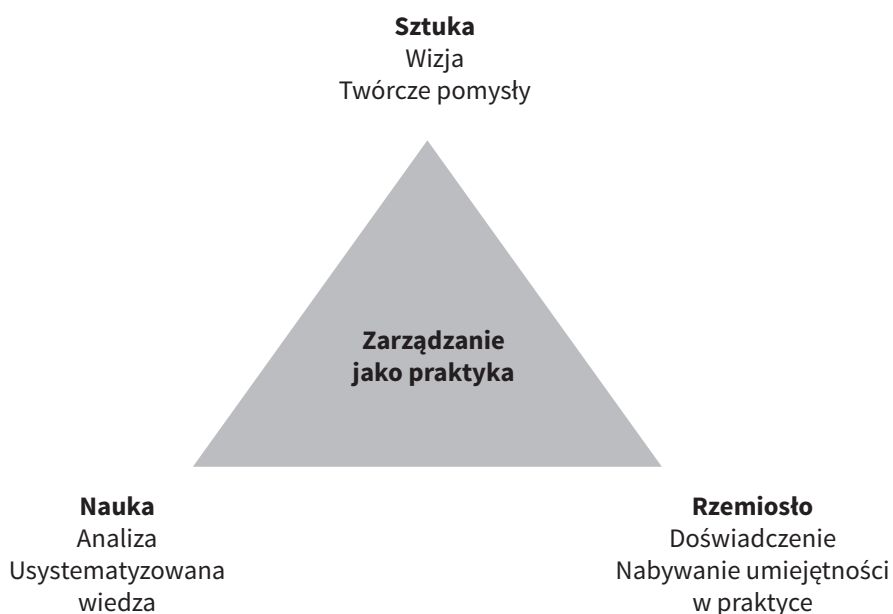 Sztuka
Wizja
Twórcze pomysły
Zarządzanie
jako praktyka
Nauka
Analiza
Usystematyzowana
wiedza
Rzemiosło
Doświadczenie
Nabywanie umiejętności
w praktyce